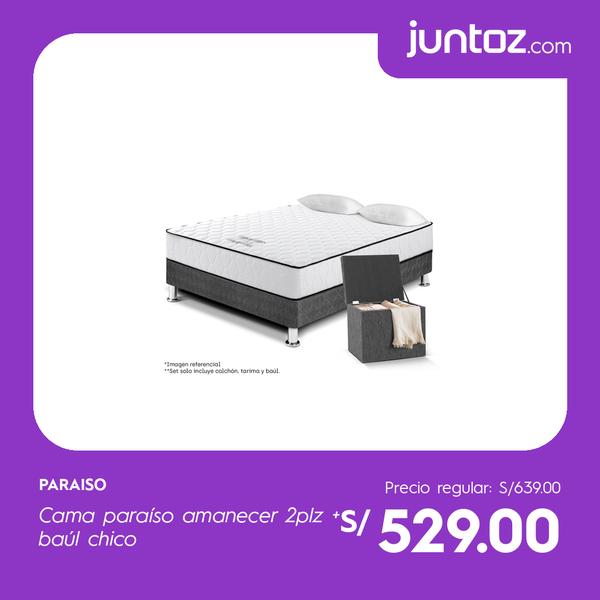 juntoz.com
*Imagen referencial
**Set solo incluye colchón, tarima y baúl.
PARAISO
Precio regular: S/639.00
Cama paraíso amanecer 2plz +
baúl chico
S/ 529.00